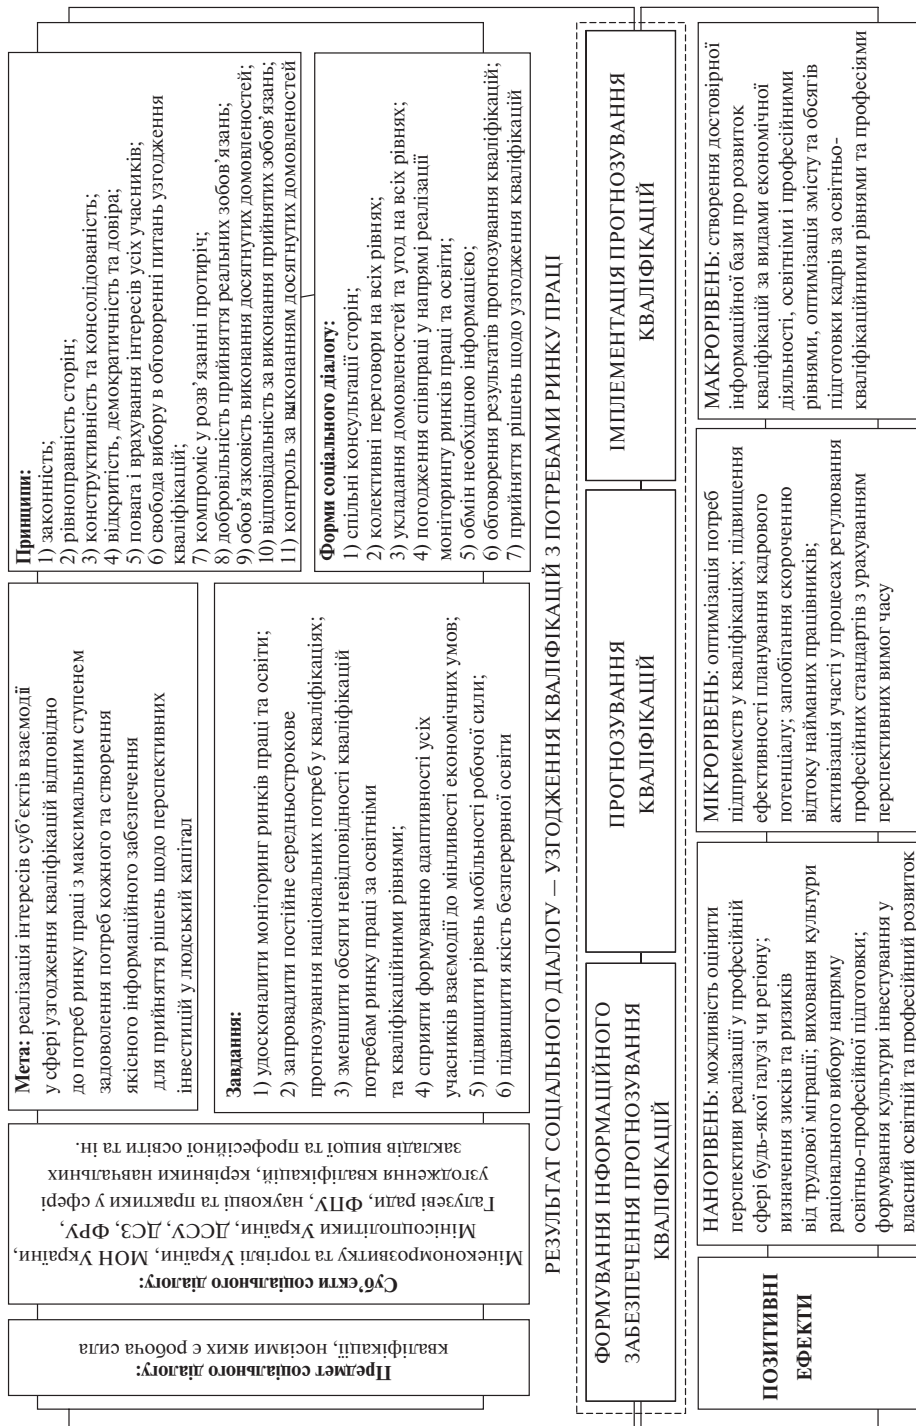 Предмет соціального діалогу:
кваліфікації, носіями яких є робоча сила
Суб’єкти соціального діалогу:
Мінекономрозвитку та торгівлі України, МОН України,
Мінісоцполітики України, ДССУ, ДСЗ, ФРУ,
Галузеві ради, ФПУ, науковці та практики у сфері
узгодження кваліфікацій, керівники навчальних
закладів вищої та професійної освіти та ін.
Мета: реалізація інтересів суб’єктів взаємодії
у сфері узгодження кваліфікацій відповідно
до потреб ринку праці з максимальним ступенем
задоволення потреб кожного та створення
якісного інформаційного забезпечення
для прийняття рішень щодо перспективних
інвестицій у людський капітал
Завдання:
1) удосконалити моніторинг ринків праці та освіти;
2) запровадити постійне середньострокове
прогнозування національних потреб у кваліфікаціях;
3) зменшити обсяги невідповідності кваліфікацій
потребам ринку праці за освітніми
та кваліфікаційними рівнями;
4) сприяти формуванню адаптивності усіх
учасників взаємодії до мінливості економічних умов;
5) підвищити рівень мобільності робочої сили;
6) підвищити якість безперервної освіти
Принципи:
1) законність;
2) рівноправність сторін;
3) конструктивність та консолідованість;
4) відкритість, демократичність та довіра;
5) повага і врахування інтересів усіх учасників;
6) свобода вибору в обговоренні питань узгодження
кваліфікацій;
7) компроміс у розв’язанні протиріч;
8) добровільність прийняття реальних зобов’язань;
9) обов’язковість виконання досягнутих домовленостей;
10) відповідальність за виконання прийнятих зобов’язань;
11) контроль за виконанням досягнутих домовленостей
Форми соціального діалогу:
1) спільні консультації сторін;
2) колективні переговори на всіх рівнях;
3) укладання домовленостей та угод на всіх рівнях;
4) погодження співпраці у напрямі реалізації
моніторингу ринків праці та освіти;
5) обмін необхідною інформацією;
6) обговорення результатів прогнозування кваліфікацій;
7) прийняття рішень щодо узгодження кваліфікацій
РЕЗУЛЬТАТ СОЦІАЛЬНОГО ДІАЛОГУ — УЗГОДЖЕННЯ КВАЛІФІКАЦІЙ З ПОТРЕБАМИ РИНКУ ПРАЦІ
ФОРМУВАННЯ ІНФОРМАЦІЙНОГО
ЗАБЕЗПЕЧЕННЯ ПРОГНОЗУВАННЯ
КВАЛІФІКАЦІЙ
ПРОГНОЗУВАННЯ
КВАЛІФІКАЦІЙ
ІМПЛЕМЕНТАЦІЯ ПРОГНОЗУВАННЯ
КВАЛІФІКАЦІЙ
ПОЗИТИВНІ
ЕФЕКТИ
НАНОРІВЕНЬ: можливість оцінити
перспективи реалізації у професійній
сфері будь-якої галузі чи регіону;
визначення зисків та ризиків
від трудової міграції; виховання культури
раціонального вибору напряму
освітньо-професійної підготовки;
формування культури інвестування у
власний освітній та професійний розвиток
МІКРОРІВЕНЬ: оптимізація потреб
підприємств у кваліфікаціях; підвищення
ефективності планування кадрового
потенціалу; запобігання скороченню
відтоку найманих працівників;
активізація участі у процесах регулювання
професійних стандартів з урахуванням
перспективних вимог часу
МАКРОРІВЕНЬ: створення достовірної
інформаційної бази про розвиток
кваліфікацій за видами економічної
діяльності, освітніми і професійними
рівнями, оптимізація змісту та обсягів
підготовки кадрів за освітньо-
кваліфікаційними рівнями та професіями